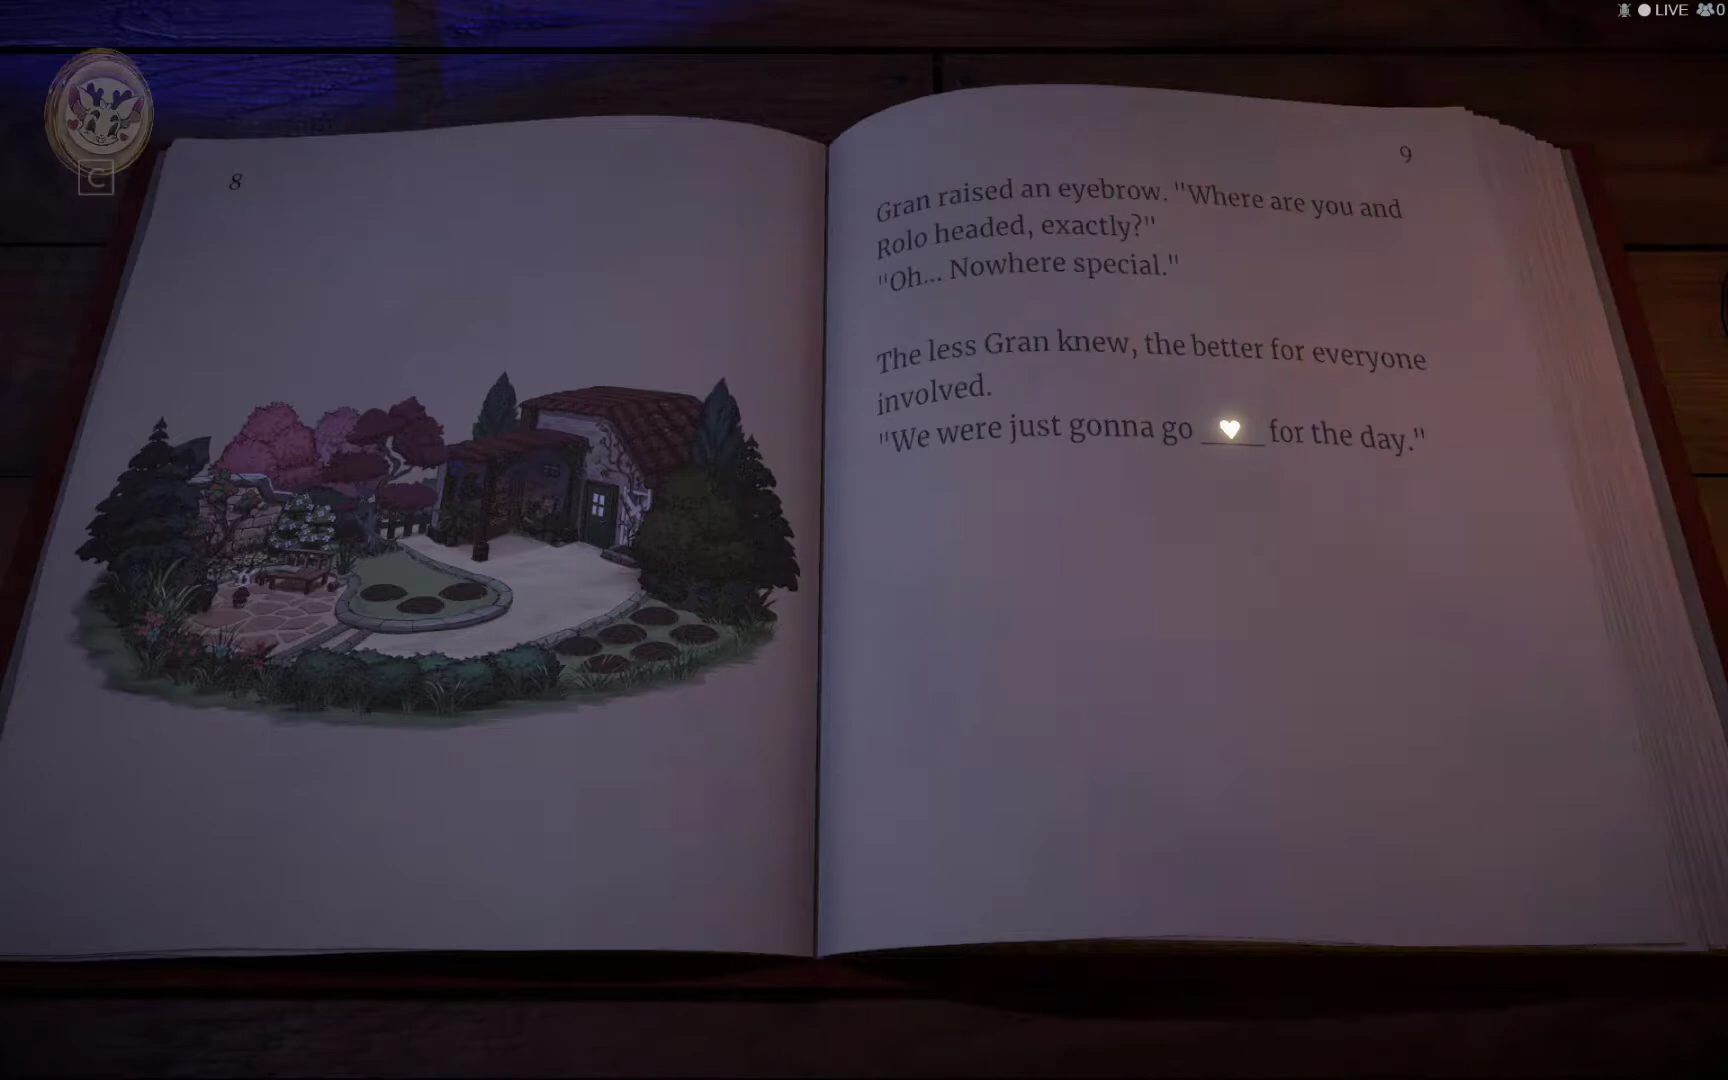 LIVE 0
C
8
9
Gran raised an eyebrow. "Where are you and
Rolo headed, exactly?"
"Oh... Nowhere special."
The less Gran knew, the better for everyone
involved.
"We were just gonna go ____ for the day."